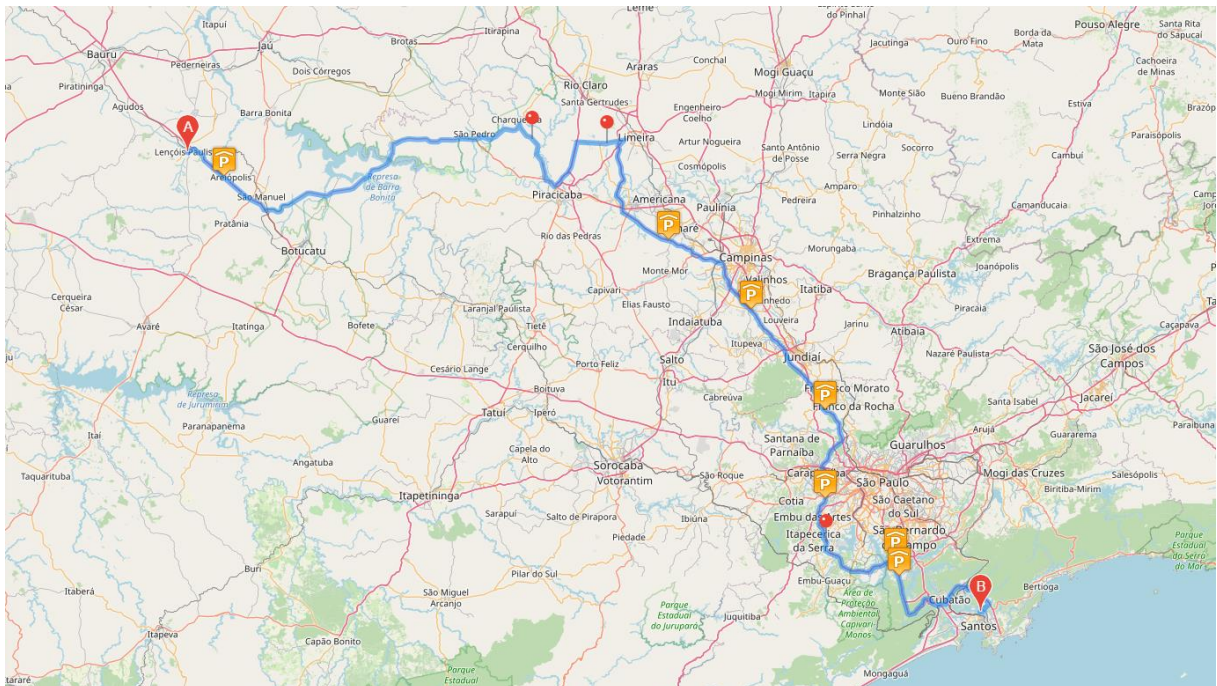 Leme
do Pinhal
Itapuí
Itirapina
Pouso Alegre
Santa Rita
do Sapucaí
Bauru
Jaú
Brotas
Conchal
Jacutinga
Ouro Fino
Borda da
Mata
Pederneiras
Araras
Mogi Guaçu
Cachoeira
de Minas
Piratininga
Dois Córregos
Rio Claro
Mogi Mirim
Itapira
Monte Sião
Bueno Brandão
Estiva
Agudos
Barra Bonita
Santa Gertrudes
Engenheiro
Coelho
Lindóia
Paraisópolis
A
São Pedro
Limeira
Artur Nogueira
Santo Antônio
de Posse
Serra Negra
Socorro
Cambuí
Lençóis Paulis
P
Cosmópolis
Areiópolis
Represa
de Barra
Bonita
São Manuel
Piracicaba
Americana
Paulínia
Pedreira
Amparo
Pinhalzinho
Camanducaia
Pratânia
P
Rio das Pedras
Extrema
Botucatu
Campinas
Morungaba
Joanópolis
Monte Mor
Valinhos
Bragança Paulista
Cerqueira
César
Capivari
Itatiba
P
Piracaia
Laranjal Paulista
Elias Fausto
Louveira
Avaré
Itatinga
Bofete
Tietê
Indaiatuba
Jarinu
Atibaia
Caçapava
Itupeva
Cerquilho
Jundiaí
São José dos
Campos
Nazaré Paulista
Cesário Lange
Porto Feliz
Salto
Itu
Boituva
Cabreúva
P
Jacareí
Represa
de Jurumirim
Tatuí
Iperó
Franco da Rocha
Santa Isabel
Paranapanema
Guareí
Arujá
Paraibuna
Itaí
Santana de
Parnaíba
Guarulhos
Guararema
Capela do
Alto
Angatuba
Sorocaba
Votorantim
São Roque
P
São Paulo
Mogi das Cruzes
Salesópolis
Taquarituba
Itapetininga
Cotia
São Caetano
do Sul
Biritiba-Mirim
Sarapuí
Salto de Pirapora
Ibiúna
Embu das Artes
Itapecerica
da Serra
P
Piedade
Parque
Estadual
da Serra
do Mar
P
Buri
Pilar do Sul
Embu-Guaçu
B
Itaberá
São Miguel
Arcanjo
Área de
Proteção
Ambiental
Capivari-
Monos
Cubatão
Bertioga
Parque
Estadual
do Jurupará
Juquitiba
Santos
Itapeva
Capão Bonito
Mongaguá
Itararé
Parque
Estadual